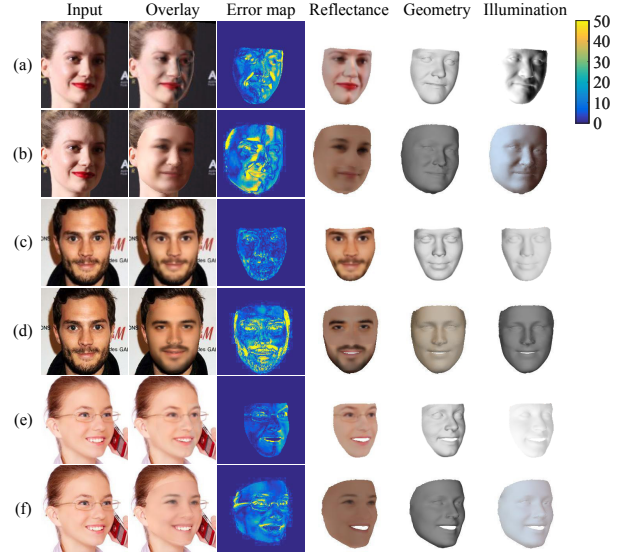 Input Overlay Error map Reflectance Geometry Illumination
50
40
30
20
10
0
(a)
(b)
(c)
(d)
(e)
(f)